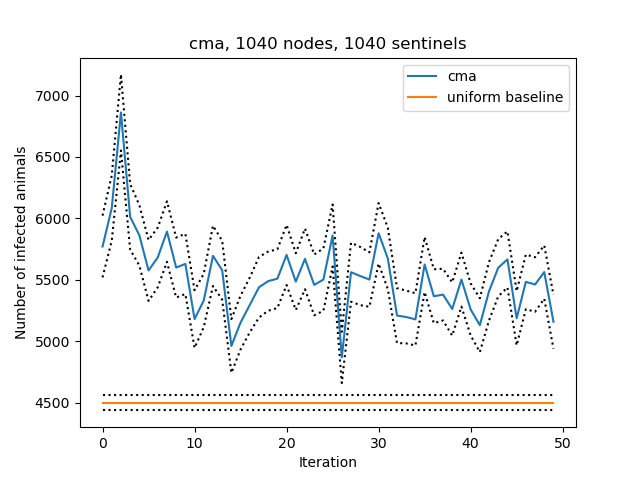 cma, 1040 nodes, 1040 sentinels
cma
uniform baseline
Number of infected animals
7000
6500
6000
5500
5000
4500
0 10 20 30 40 50
Iteration